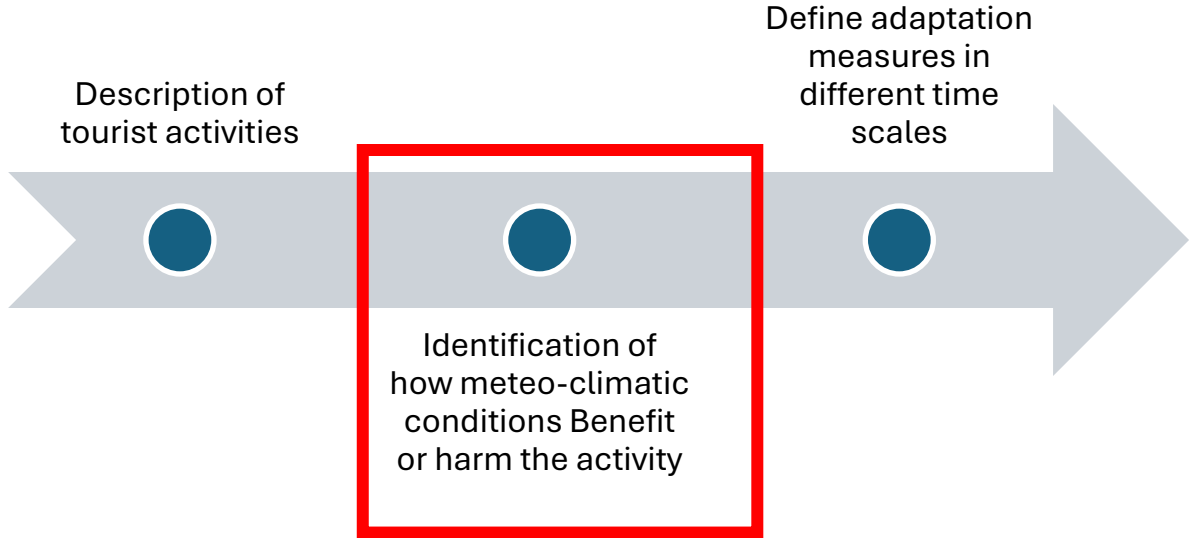 Description of
tourist activities
Identification of
how meteo-climatic
conditions Benefit
or harm the activity
Define adaptation
measures in
different time
scales